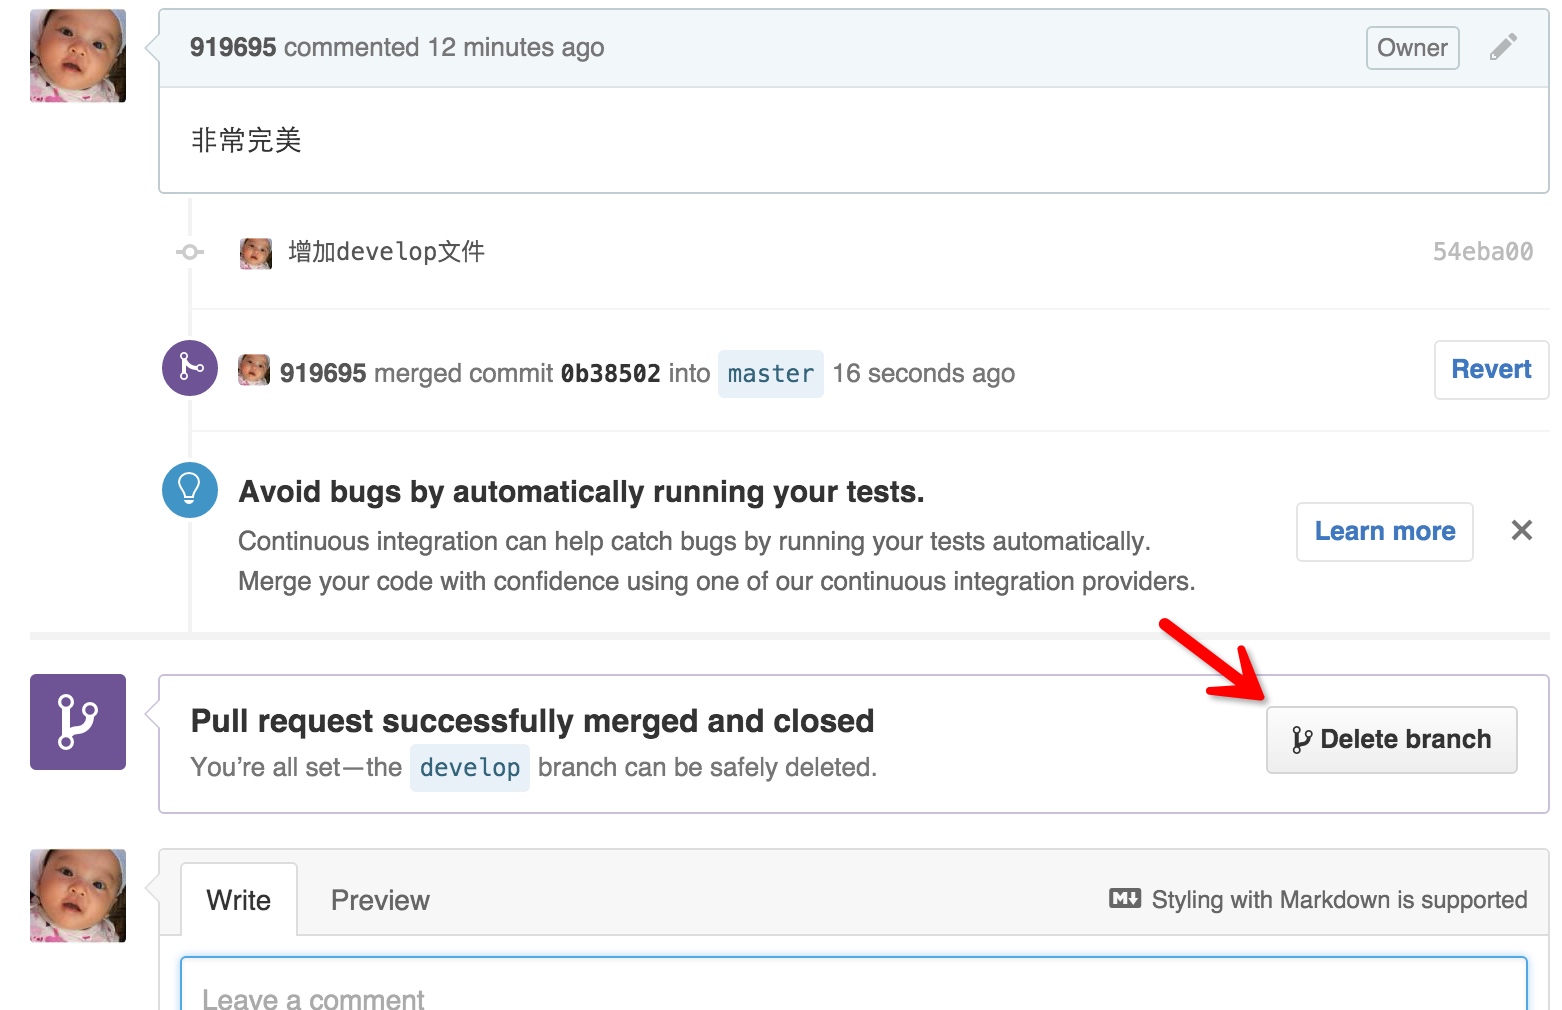 919695 commented 12 minutes ago Owner
非常完美
增加develop文件 54eba00
919695 merged commit 0b38502 into master 16 seconds ago Revert
Avoid bugs by automatically running your tests.
Continuous integration can help catch bugs by running your tests automatically.
Merge your code with confidence using one of our continuous integration providers.
Learn more
Pull request successfully merged and closed
You’re all set—the develop branch can be safely deleted.
Delete branch
Write Preview M↓ Styling with Markdown is supported
Leave a comment